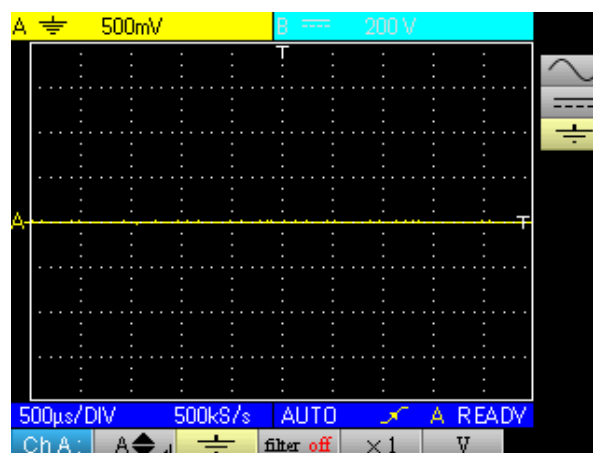 A 500mV B 200 V
T
A T
500µs/DIV 500kS/s AUTO A READY
Ch A: A filter off ×1 V